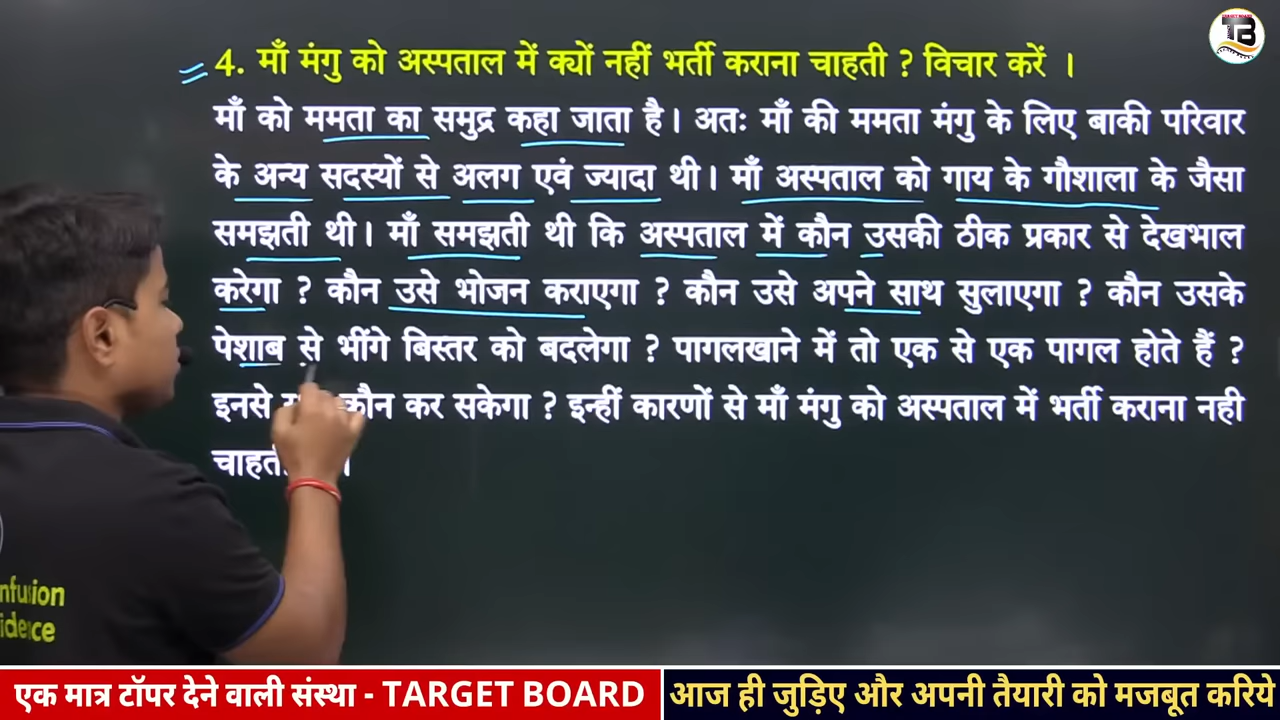 TARGET BOARD
TB
4. माँ मंगु को अस्पताल में क्यों नहीं भर्ती कराना चाहती ? विचार करें ।
माँ को ममता का समुद्र कहा जाता है। अतः माँ की ममता मंगु के लिए बाकी परिवार
के अन्य सदस्यों से अलग एवं ज्यादा थी। माँ अस्पताल को गाय के गौशाला के जैसा
समझती थी। माँ समझती थी कि अस्पताल में कौन उसकी ठीक प्रकार से देखभाल
करेगा ? कौन उसे भोजन कराएगा ? कौन उसे अपने साथ सुलाएगा ? कौन उसके
पेशाब से भींगे बिस्तर को बदलेगा ? पागलखाने में तो एक से एक पागल होते हैं ?
इनसे कौन कर सकेगा ? इन्हीं कारणों से माँ मंगु को अस्पताल में भर्ती कराना नही
एक मात्र टॉपर देने वाली संस्था - TARGET BOARD
आज ही जुड़िए और अपनी तैयारी को मजबूत करिये